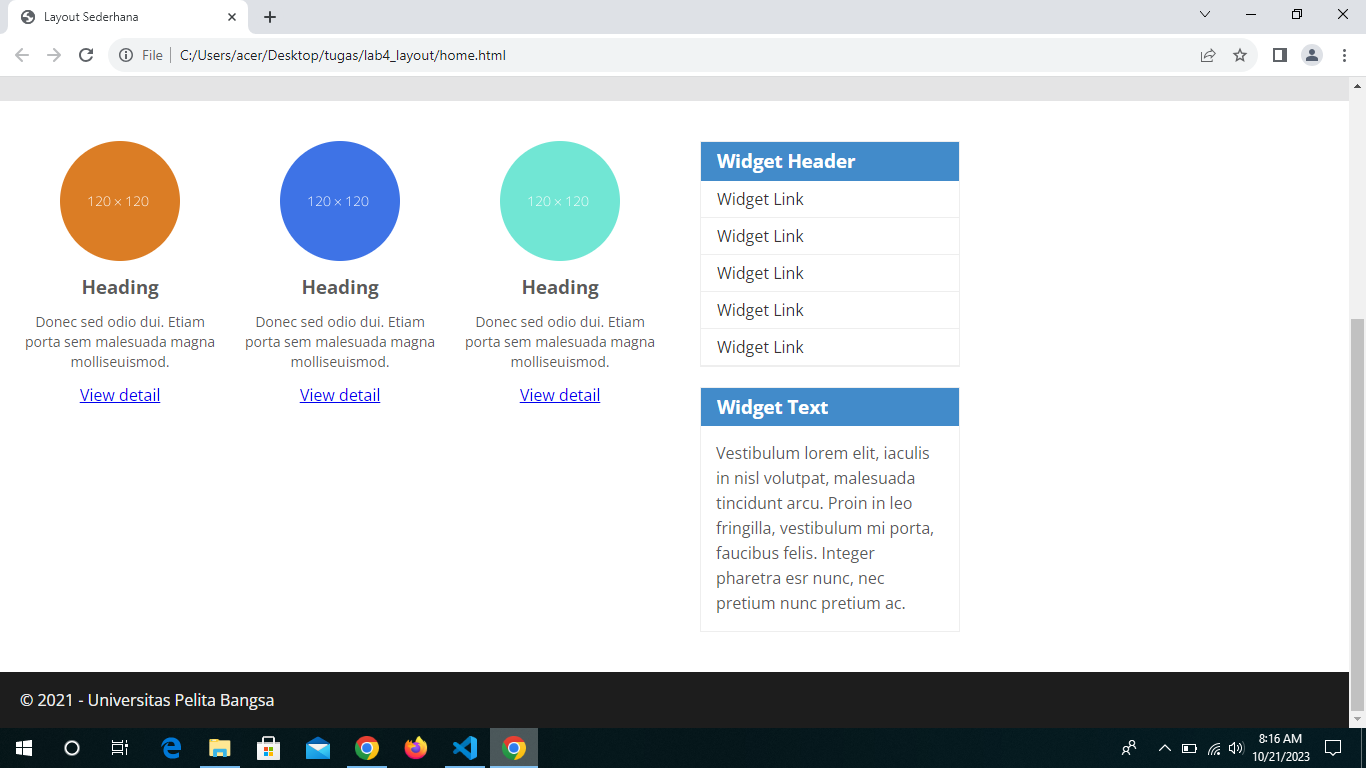 Layout Sederhana
File
C:/Users/acer/Desktop/tugas/lab4_layout/home.html
120 × 120
Heading
Donec sed odio dui. Etiam
porta sem malesuada magna
molliseuismod.
View detail
120 × 120
Heading
Donec sed odio dui. Etiam
porta sem malesuada magna
molliseuismod.
View detail
120 × 120
Heading
Donec sed odio dui. Etiam
porta sem malesuada magna
molliseuismod.
View detail
Widget Header
Widget Link
Widget Link
Widget Link
Widget Link
Widget Link
Widget Text
Vestibulum lorem elit, iaculis
in nisl volutpat, malesuada
tincidunt arcu. Proin in leo
fringilla, vestibulum mi porta,
faucibus felis. Integer
pharetra esr nunc, nec
pretium nunc pretium ac.
© 2021 - Universitas Pelita Bangsa
8:16 AM
10/21/2023